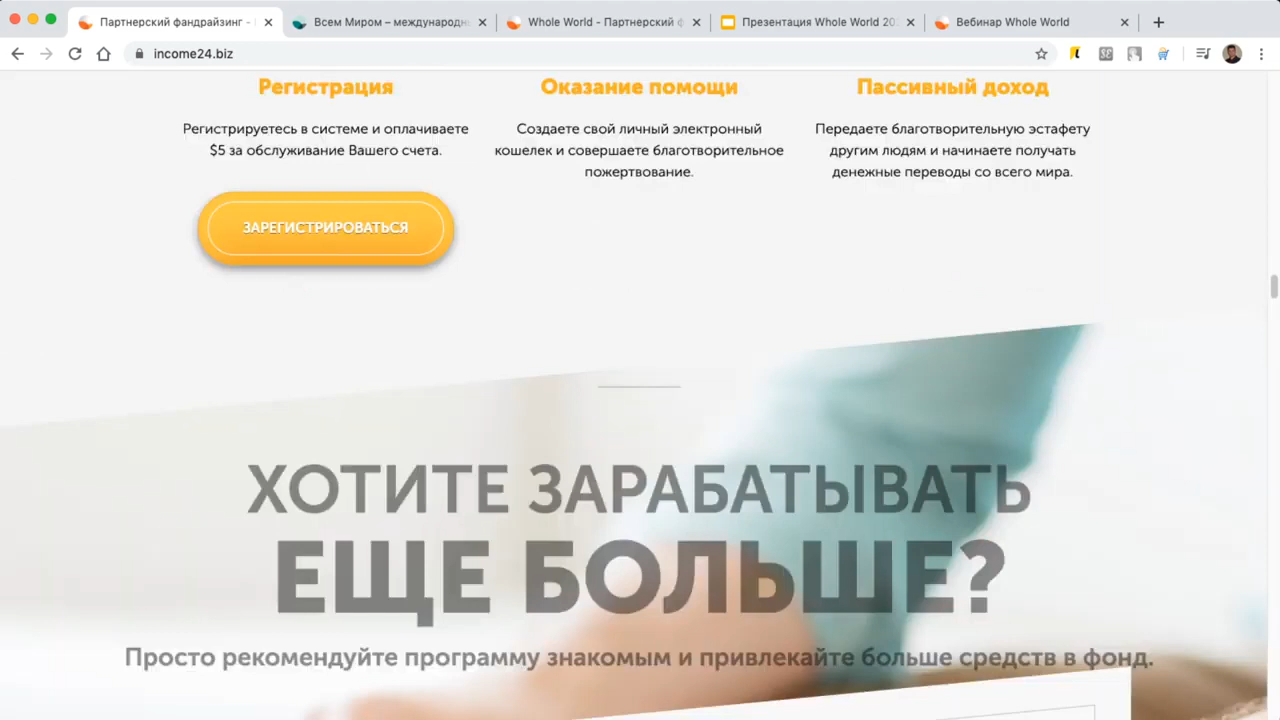 Партнерский фандрайзинг -
Всем Миром – международн
Whole World - Партнерский ф
Презентация Whole World 20
Вебинар Whole World
income24.biz
Регистрация
Оказание помощи
Пассивный доход
Регистрируетесь в системе и оплачиваете
$5 за обслуживание Вашего счета.
Создаете свой личный электронный
кошелек и совершаете благотворительное
пожертвование.
Передаете благотворительную эстафету
другим людям и начинаете получать
денежные переводы со всего мира.
ЗАРЕГИСТРИРОВАТЬСЯ
ХОТИТЕ ЗАРАБАТЫВАТЬ
ЕЩЕ БОЛЬШЕ?
Просто рекомендуйте программу знакомым и привлекайте больше средств в фонд.